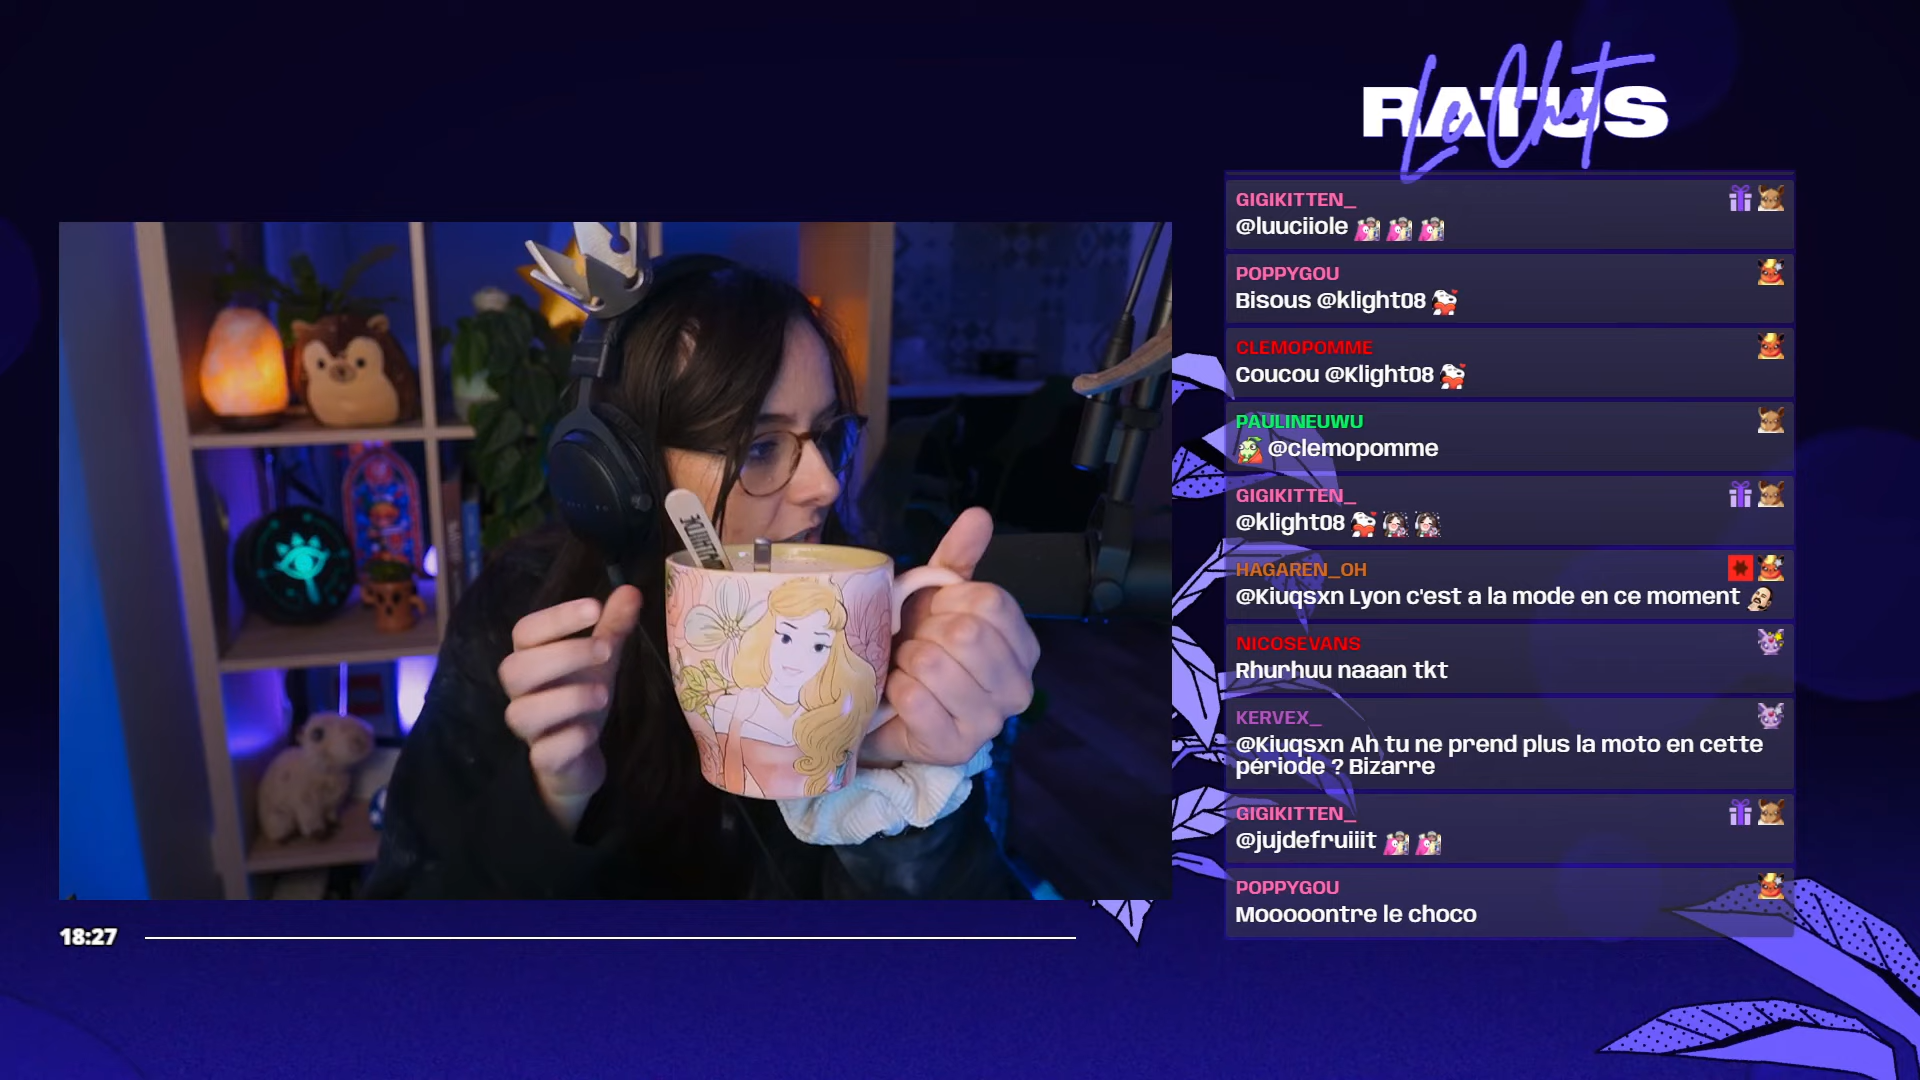 RATUS
Le Chat
GIGIKITTEN_
@luuciiole
POPPYGOU
Bisous @klight08
CLEMOPOMME
Coucou @Klight08
PAULINEUWU
@clemopomme
GIGIKITTEN_
@klight08
HAGAREN_OH
@Kiuqsxn Lyon c'est a la mode en ce moment
NICOSEVANS
Rhurhuu naaan tkt
KERVEX_
@Kiuqsxn Ah tu ne prend plus la moto en cette
période ? Bizarre
GIGIKITTEN_
@jujdefruiiit
POPPYGOU
Mooooontre le choco
18:27